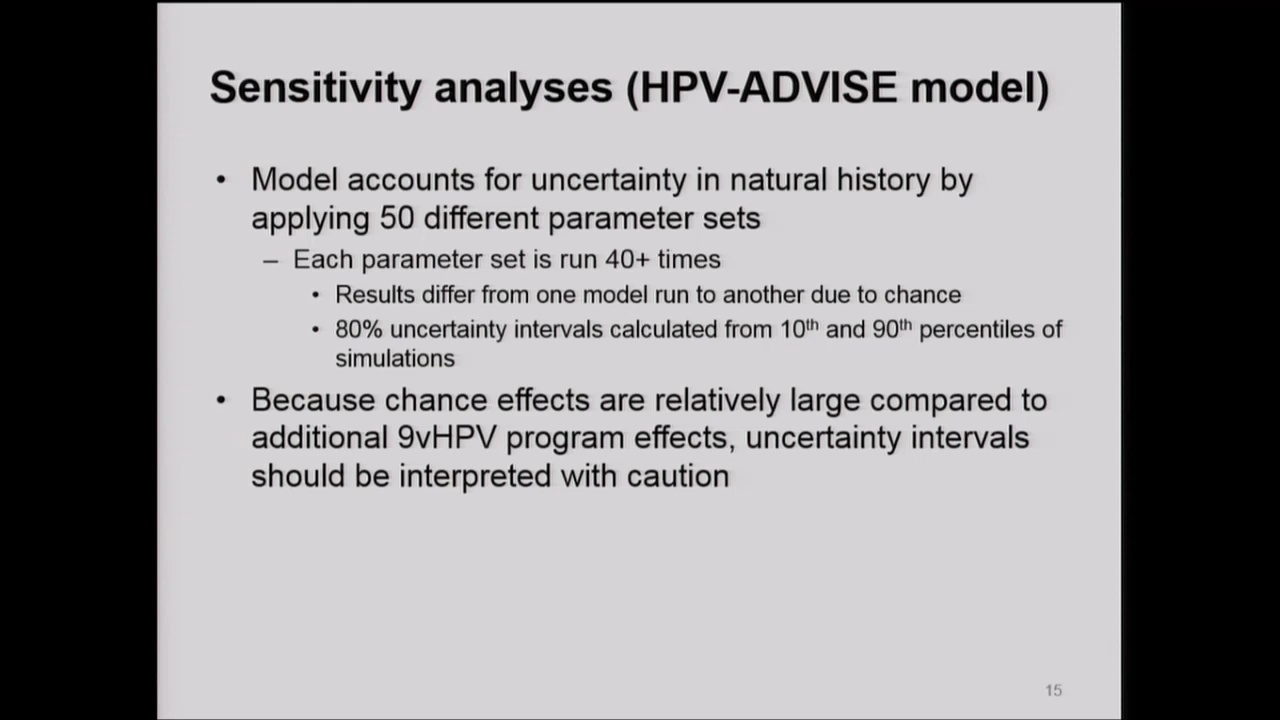 Sensitivity analyses (HPV-ADVISE model)
• Model accounts for uncertainty in natural history by
applying 50 different parameter sets
– Each parameter set is run 40+ times
• Results differ from one model run to another due to chance
• 80% uncertainty intervals calculated from 10th and 90th percentiles of
simulations
• Because chance effects are relatively large compared to
additional 9vHPV program effects, uncertainty intervals
should be interpreted with caution
15